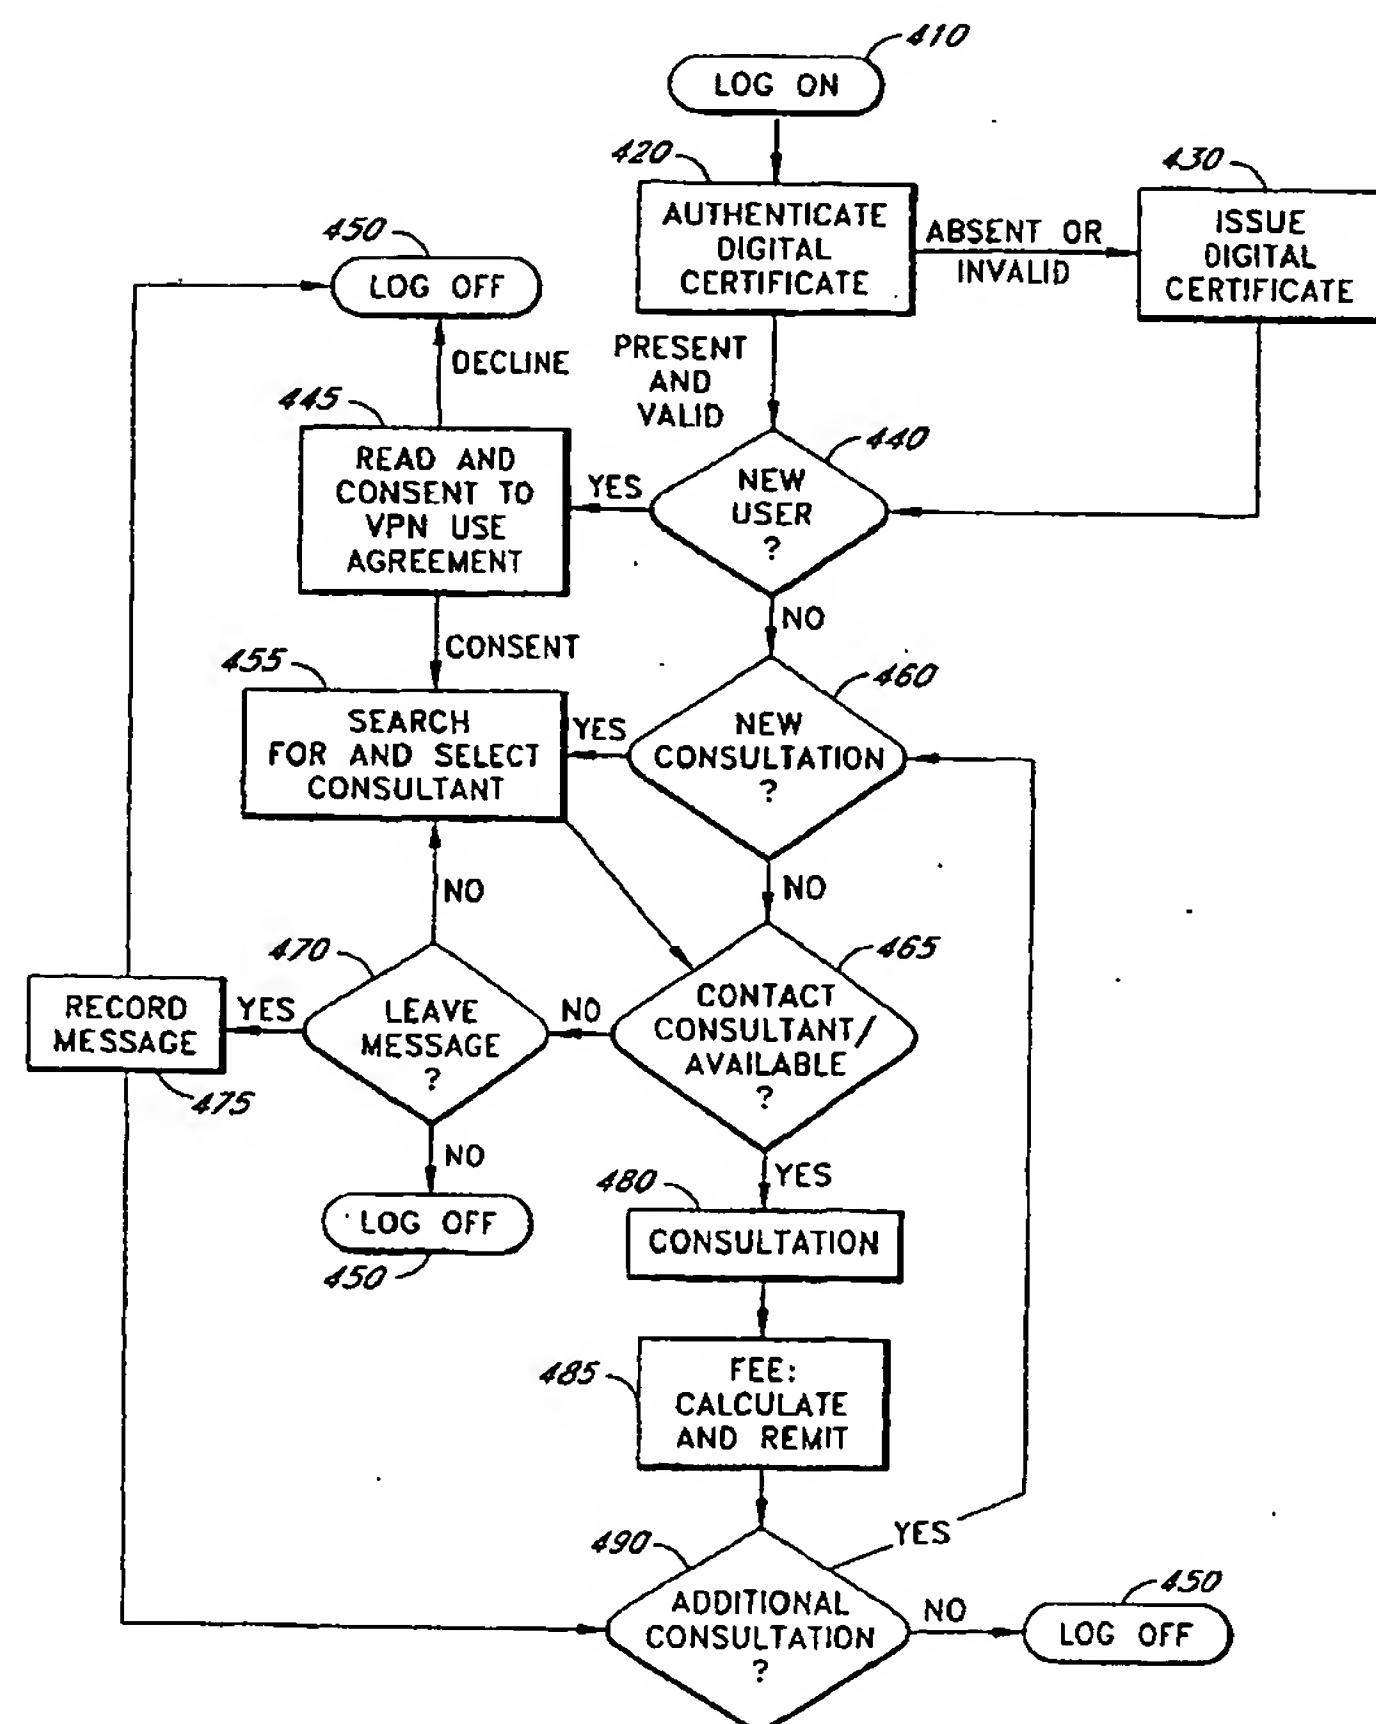 410
LOG ON
420
AUTHENTICATE
DIGITAL
CERTIFICATE
ABSENT OR
INVALID
430
ISSUE
DIGITAL
CERTIFICATE
450
LOG OFF
DECLINE
PRESENT
AND
VALID
445
READ AND
CONSENT TO
VPN USE
AGREEMENT
YES
440
NEW
USER
?
NO
CONSENT
455
SEARCH
FOR AND SELECT
CONSULTANT
YES
460
NEW
CONSULTATION
?
NO
NO
470
LEAVE
MESSAGE
?
YES
RECORD
MESSAGE
475
NO
465
CONTACT
CONSULTANT/
AVAILABLE
?
NO
LOG OFF
450
YES
480
CONSULTATION
485
FEE:
CALCULATE
AND REMIT
490
ADDITIONAL
CONSULTATION
?
YES
NO
450
LOG OFF